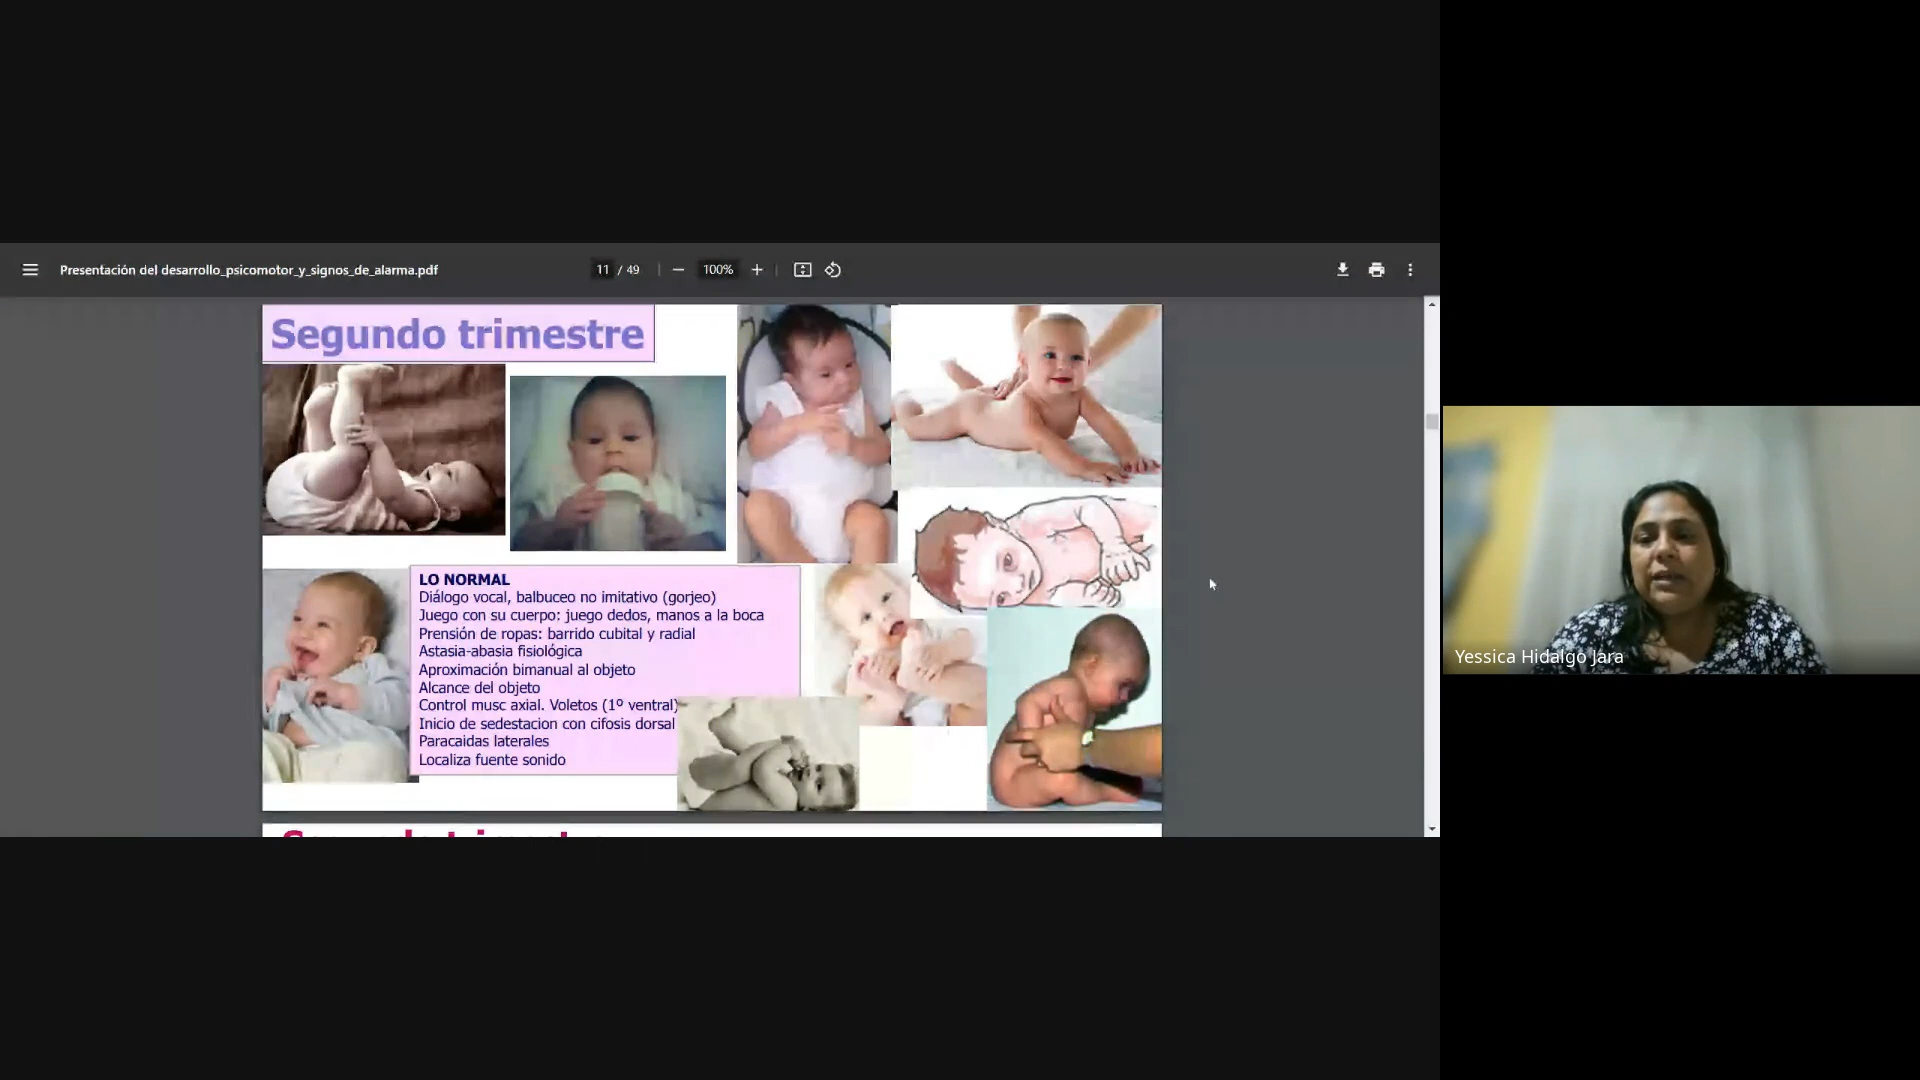 Presentación del desarrollo_psicomotor_y_signos_de_alarma.pdf
11 / 49
100%
Segundo trimestre
LO NORMAL
Diálogo vocal, balbuceo no imitativo (gorjeo)
Juego con su cuerpo: juego dedos, manos a la boca
Prensión de ropas: barrido cubital y radial
Astasia-abasia fisiológica
Aproximación bimanual al objeto
Alcance del objeto
Control musc axial. Voletos (1º ventral)
Inicio de sedestacion con cifosis dorsal
Paracaidas laterales
Localiza fuente sonido
Yessica Hidalgo Jara